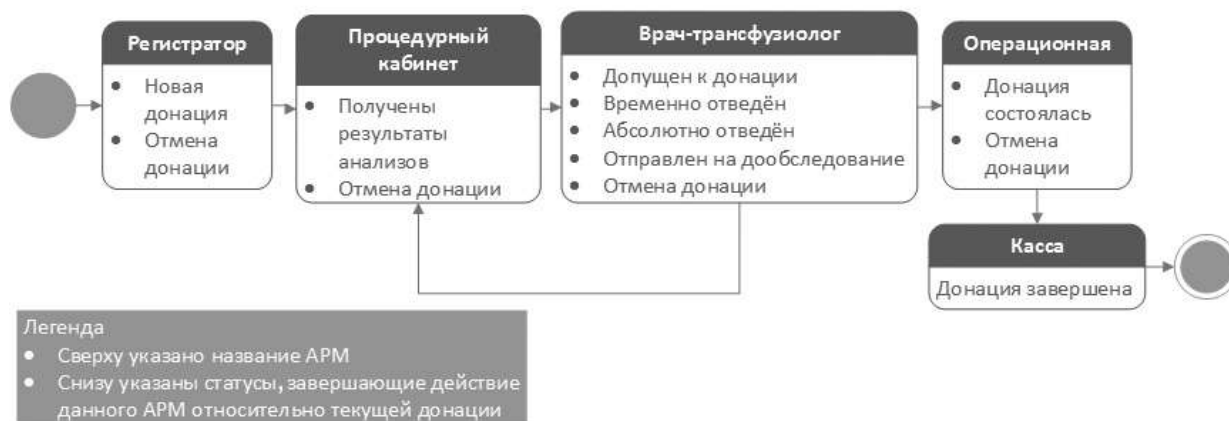 Регистратор
Новая
донация
Отмена
донации
Процедурный
кабинет
Получены
результаты
анализов
Отмена донации
Врач-трансфузиолог
Допущен к донации
Временно отведён
Абсолютно отведён
Отправлен на дообследование
Отмена донации
Операционная
Донация
состоялась
Отмена
донации
Касса
Донация завершена
Легенда
Сверху указано название АРМ
Снизу указаны статусы, завершающие действие
данного АРМ относительно текущей донации